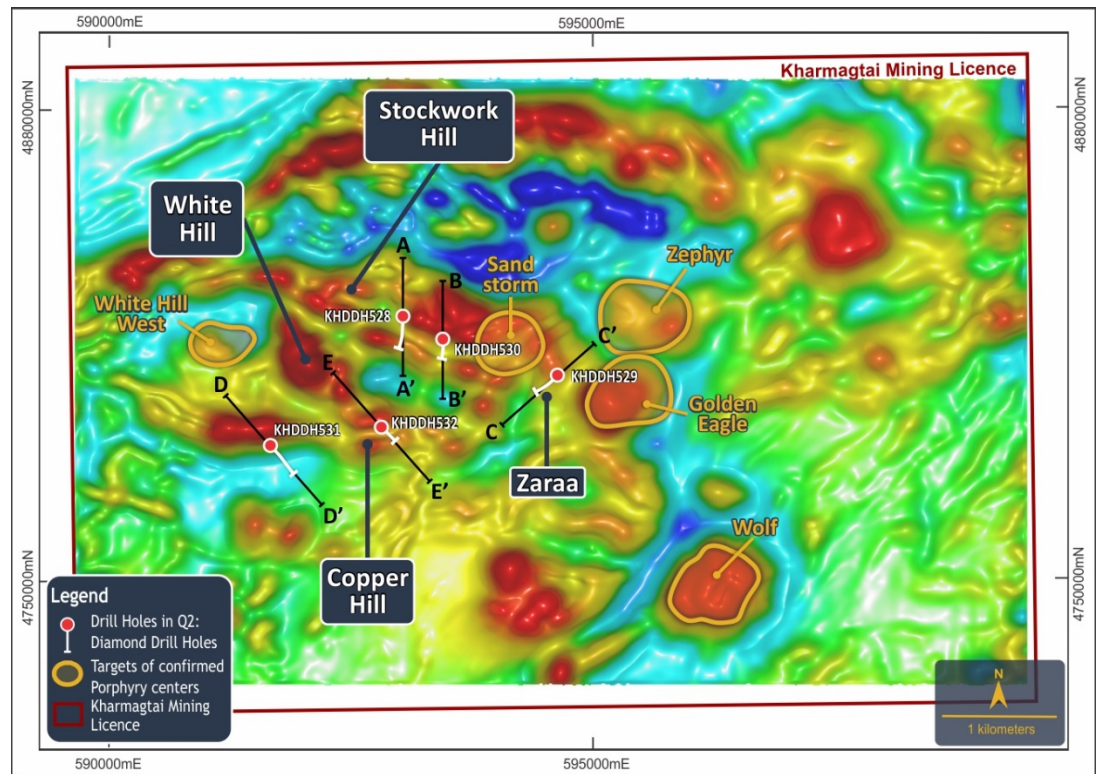 590000mE
595000mE
Kharmagtai Mining Licence
4880000mN
4880000mN
Stockwork
Hill
White
Hill
A
B
Sand
storm
Zephyr
White Hill
West
KHDDH528
KHDDH530
C'
E
A'
B'
KHDDH529
D
Golden
Eagle
KHDDH531
KHDDH532
C
Zaraa
E'
D'
Wolf
Copper
Hill
4750000mN
4750000mN
Legend
Drill Holes in Q2:
Diamond Drill Holes
Targets of confirmed
Porphyry centers
Kharmagtai Mining
Licence
N
1 kilometers
590000mE
595000mE